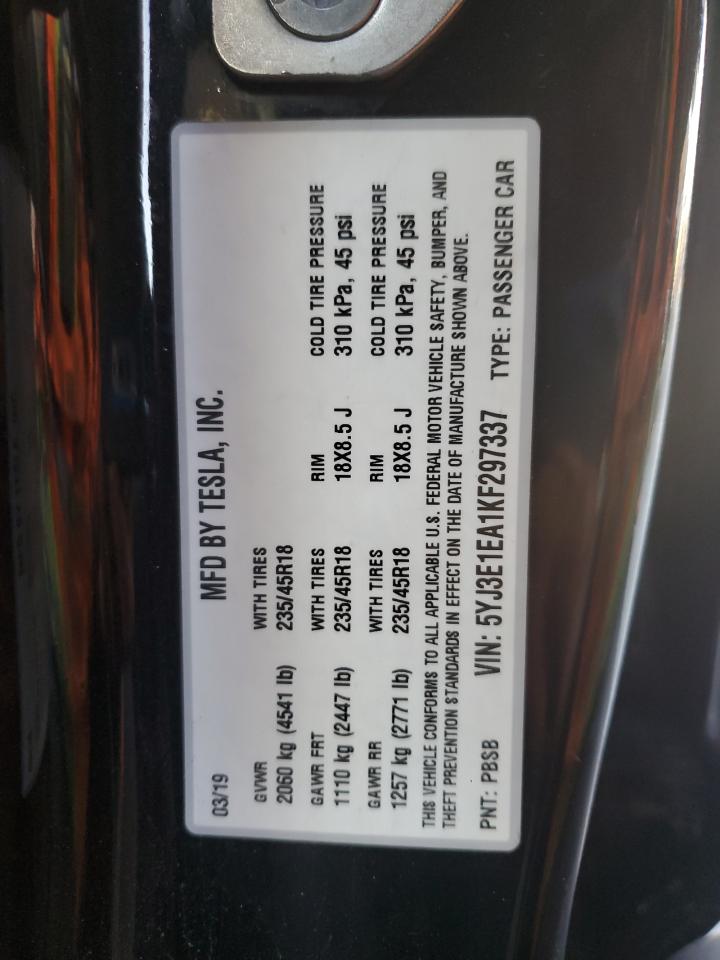 MFD BY TESLA, INC.
03/19
GVWR WITH TIRES
2060 kg (4541 lb) 235/45R18
GAWR FRT WITH TIRES RIM COLD TIRE PRESSURE
1110 kg (2447 lb) 235/45R18 18X8.5 J 310 kPa, 45 psi
GAWR RR WITH TIRES RIM COLD TIRE PRESSURE
1257 kg (2771 lb) 235/45R18 18X8.5 J 310 kPa, 45 psi
THIS VEHICLE CONFORMS TO ALL APPLICABLE U.S. FEDERAL MOTOR VEHICLE SAFETY, BUMPER, AND
THEFT PREVENTION STANDARDS IN EFFECT ON THE DATE OF MANUFACTURE SHOWN ABOVE.
PNT: PBSB VIN: 5YJ3E1EA1KF297337 TYPE: PASSENGER CAR